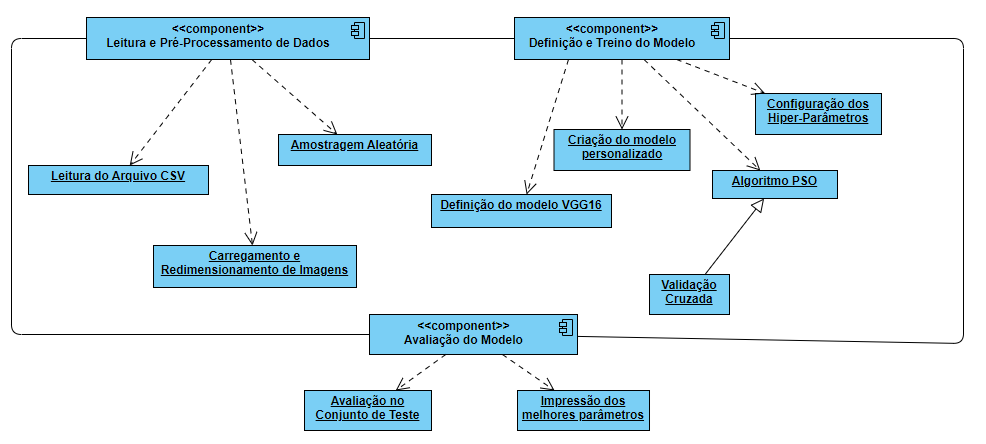 <<component>>
Leitura e Pré-Processamento de Dados
<<component>>
Definição e Treino do Modelo
Configuração dos
Hiper-Parâmetros
Amostragem Aleatória
Criação do modelo
personalizado
Leitura do Arquivo CSV
Algoritmo PSO
Definição do modelo VGG16
Carregamento e
Redimensionamento de Imagens
Validação
Cruzada
<<component>>
Avaliação do Modelo
Avaliação no
Conjunto de Teste
Impressão dos
melhores parâmetros